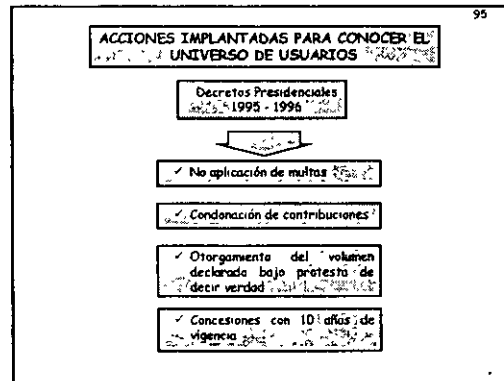 95
ACCIONES IMPLANTADAS PARA CONOCER EL
UNIVERSO DE USUARIOS
Decretos Presidenciales
1995 - 1996
✓ No aplicación de multas
✓ Condonación de contribuciones
✓ Otorgamiento del volumen
declarada bajo protesta de
decir verdad
✓ Concesiones con 10 años de
vigencia